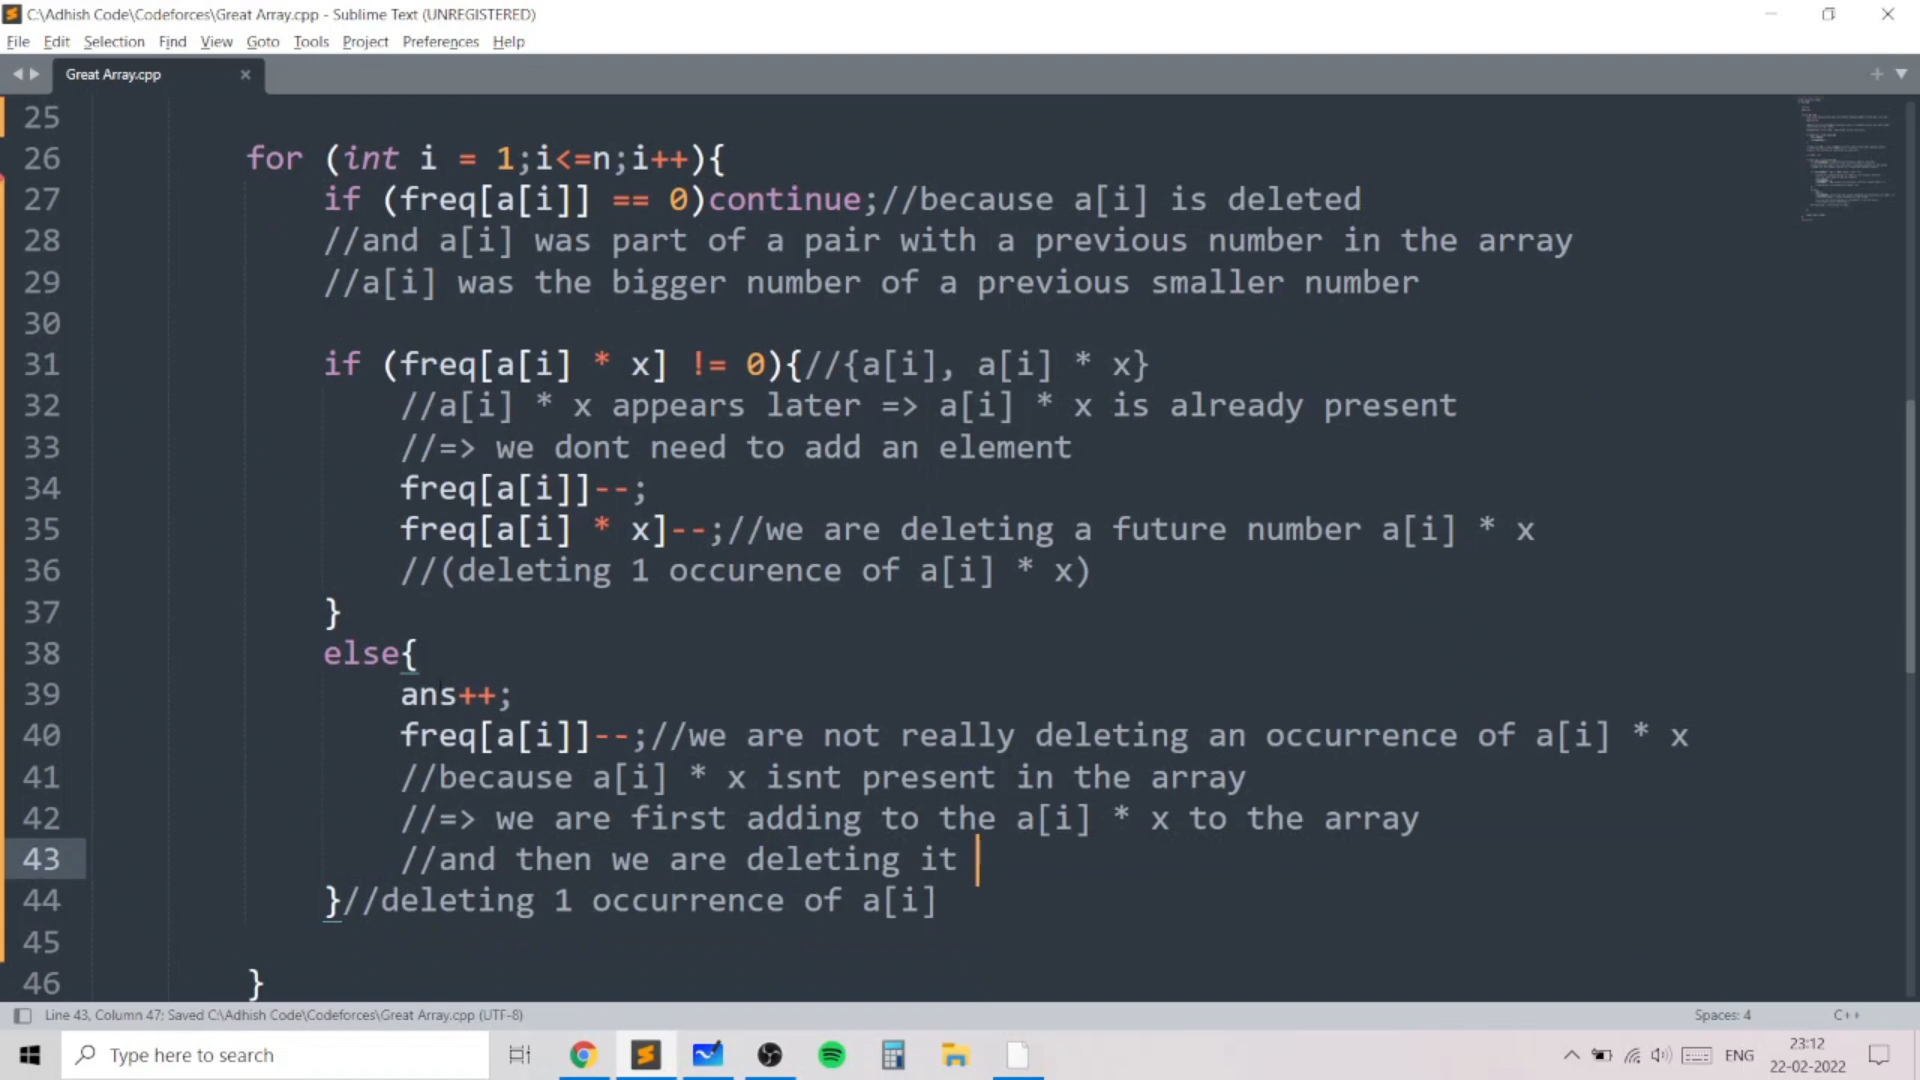 C:\Adhish Code\Codeforces\Great Array.cpp - Sublime Text (UNREGISTERED)
File Edit Selection Find View Goto Tools Project Preferences Help
Great Array.cpp
25
26 for (int i = 1;i<=n;i++){
27 if (freq[a[i]] == 0)continue;//because a[i] is deleted
28 //and a[i] was part of a pair with a previous number in the array
29 //a[i] was the bigger number of a previous smaller number
30
31 if (freq[a[i] * x] != 0){//{a[i], a[i] * x}
32 //a[i] * x appears later => a[i] * x is already present
33 //=> we dont need to add an element
34 freq[a[i]]--;
35 freq[a[i] * x]--;//we are deleting a future number a[i] * x
36 //(deleting 1 occurence of a[i] * x)
37 }
38 else{
39 ans++;
40 freq[a[i]]--;//we are not really deleting an occurrence of a[i] * x
41 //because a[i] * x isnt present in the array
42 //=> we are first adding to the a[i] * x to the array
43 //and then we are deleting it
44 }//deleting 1 occurrence of a[i]
45
46 }
Line 43, Column 47; Saved C:\Adhish Code\Codeforces\Great Array.cpp (UTF-8) Spaces: 4 C++
Type here to search ENG 23:12
22-02-2022